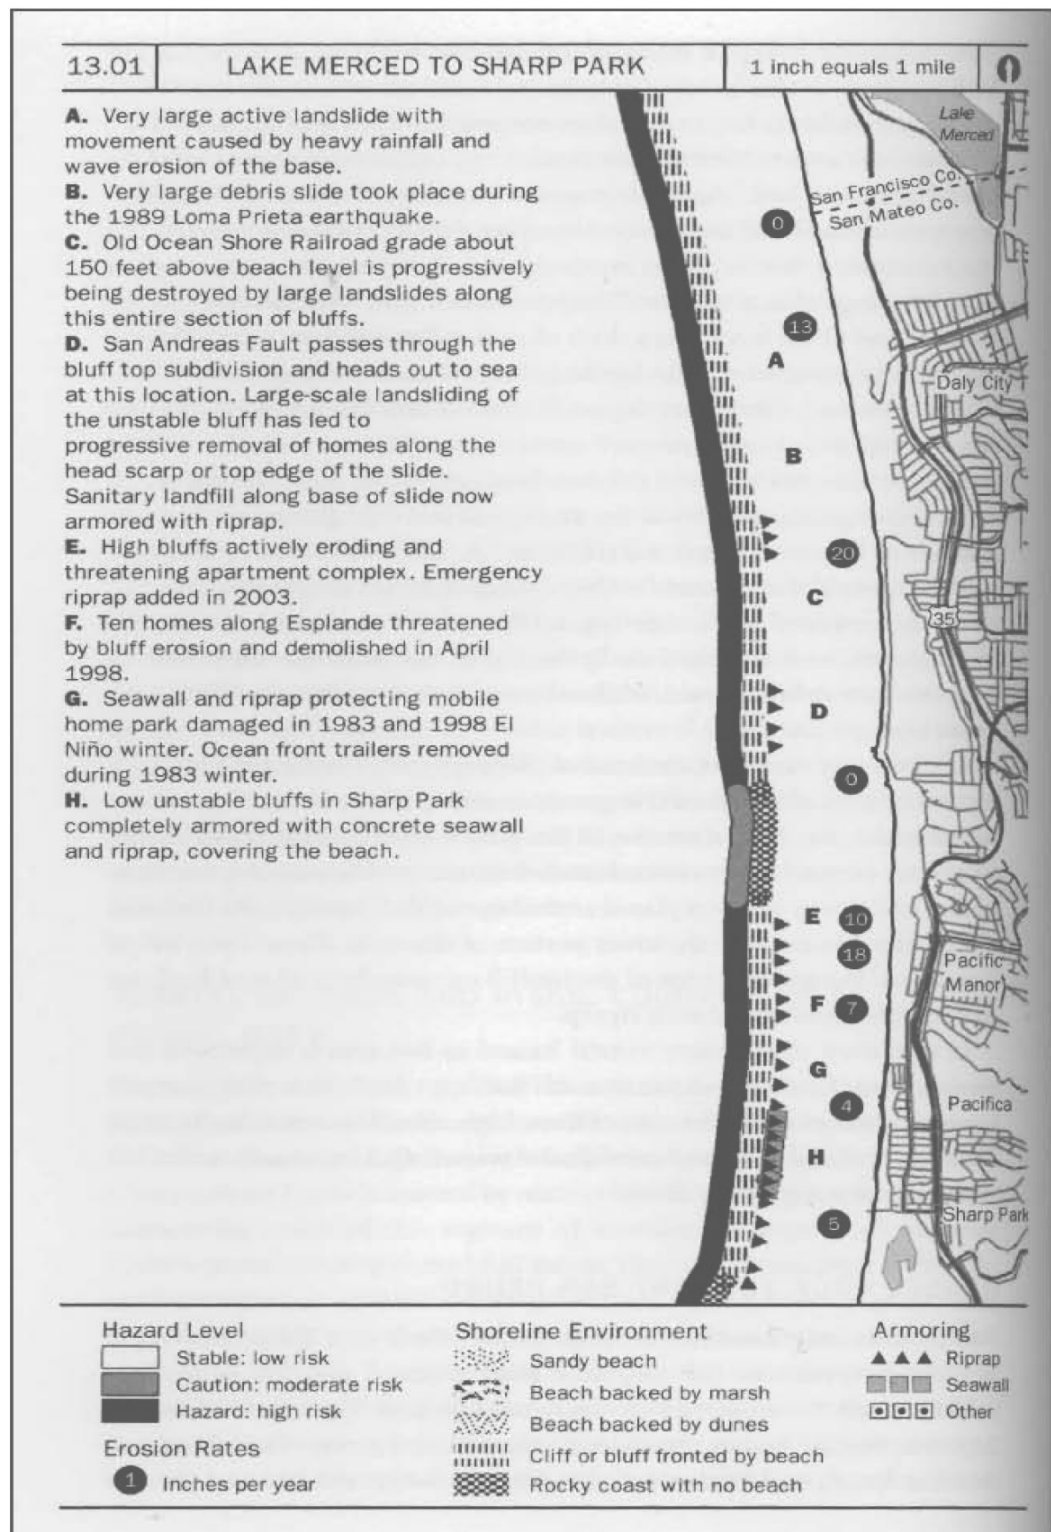 13.01
LAKE MERCED TO SHARP PARK
1 inch equals 1 mile
A. Very large active landslide with
movement caused by heavy rainfall and
wave erosion of the base.
B. Very large debris slide took place during
the 1989 Loma Prieta earthquake.
C. Old Ocean Shore Railroad grade about
150 feet above beach level is progressively
being destroyed by large landslides along
this entire section of bluffs.
D. San Andreas Fault passes through the
bluff top subdivision and heads out to sea
at this location. Large-scale landsliding of
the unstable bluff has led to
progressive removal of homes along the
head scarp or top edge of the slide.
Sanitary landfill along base of slide now
armored with riprap.
E. High bluffs actively eroding and
threatening apartment complex. Emergency
riprap added in 2003.
F. Ten homes along Esplande threatened
by bluff erosion and demolished in April
1998.
G. Seawall and riprap protecting mobile
home park damaged in 1983 and 1998 El
Niño winter. Ocean front trailers removed
during 1983 winter.
H. Low unstable bluffs in Sharp Park
completely armored with concrete seawall
and riprap, covering the beach.
Lake
Merced
San Francisco Co.
San Mateo Co.
0
13
A
Daly City
B
20
C
35
D
0
E
10
18
Pacific
Manor
F
7
G
4
Pacifica
H
5
Sharp Park
Hazard Level
Stable: low risk
Caution: moderate risk
Hazard: high risk
Erosion Rates
1
Inches per year
Shoreline Environment
Sandy beach
Beach backed by marsh
Beach backed by dunes
Cliff or bluff fronted by beach
Rocky coast with no beach
Armoring
Riprap
Seawall
Other